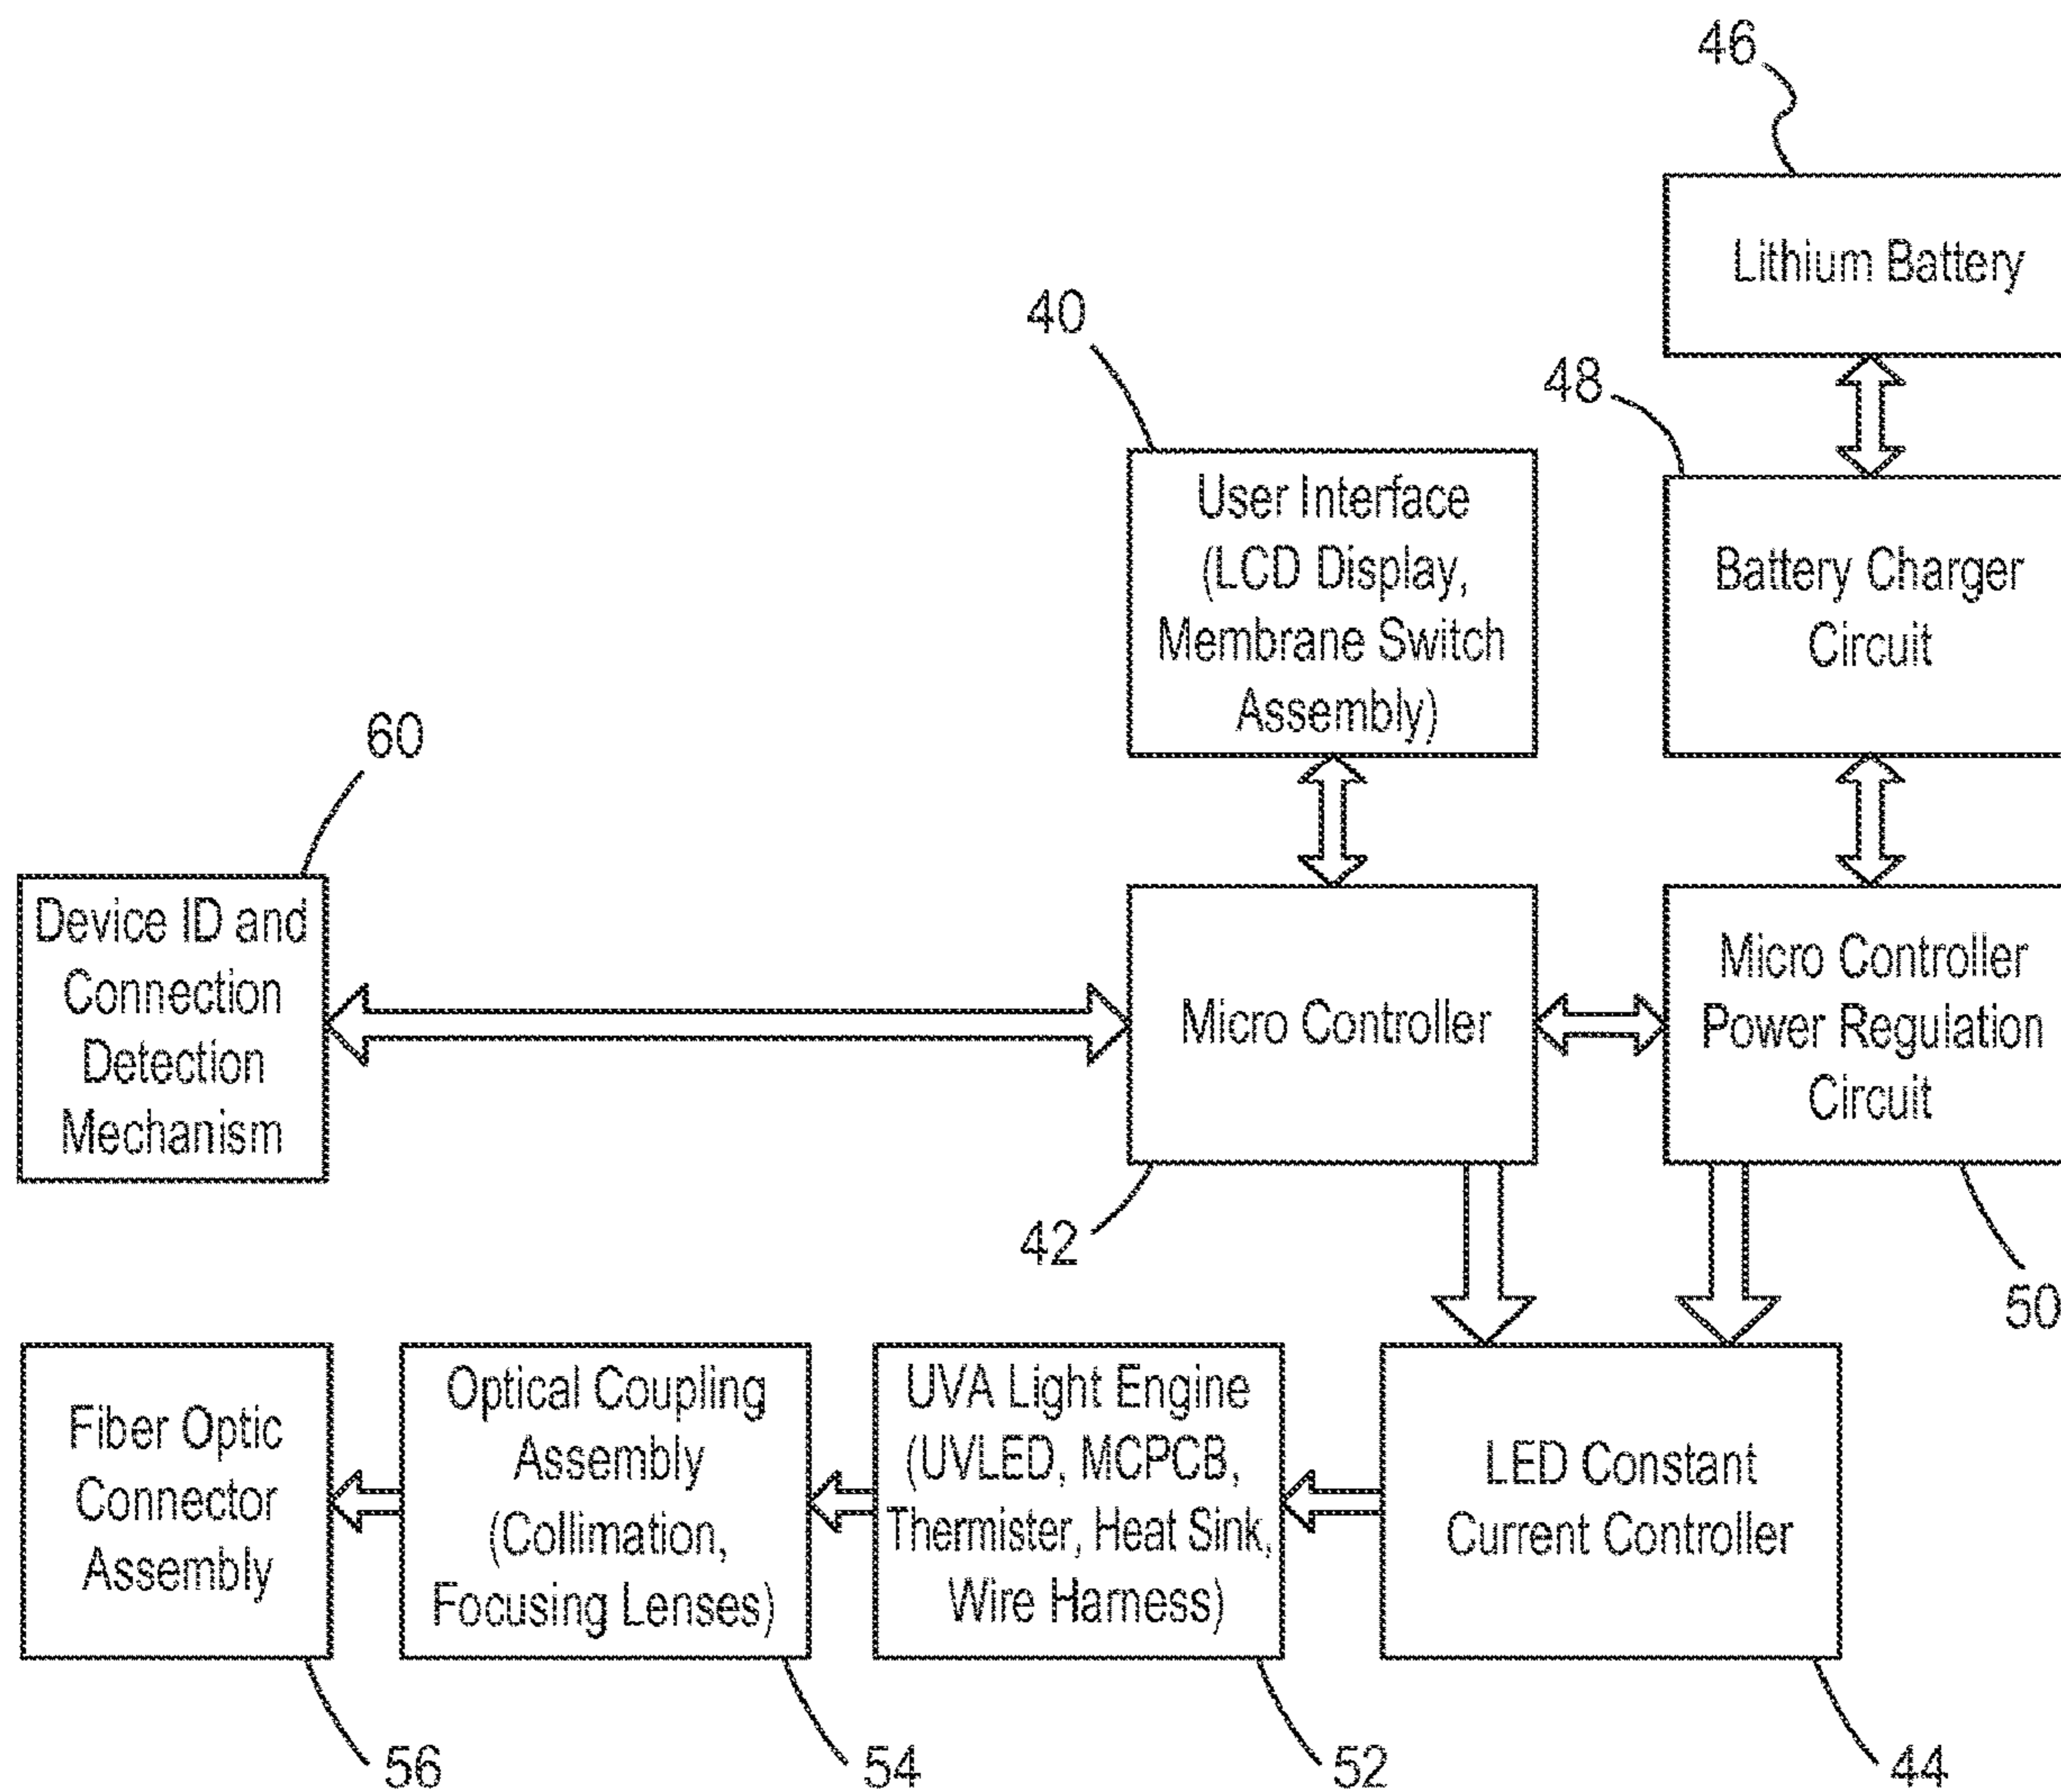 46
Lithium Battery
40
48
User Interface
(LCD Display,
Membrane Switch
Assembly)
Battery Charger
Circuit
60
Device ID and
Connection
Detection
Mechanism
Micro Controller
Micro Controller
Power Regulation
Circuit
42
50
Fiber Optic
Connector
Assembly
Optical Coupling
Assembly
(Collimation,
Focusing Lenses)
UVA Light Engine
(UVLED, MCPCB,
Thermister, Heat Sink,
Wire Harness)
LED Constant
Current Controller
56
54
52
44